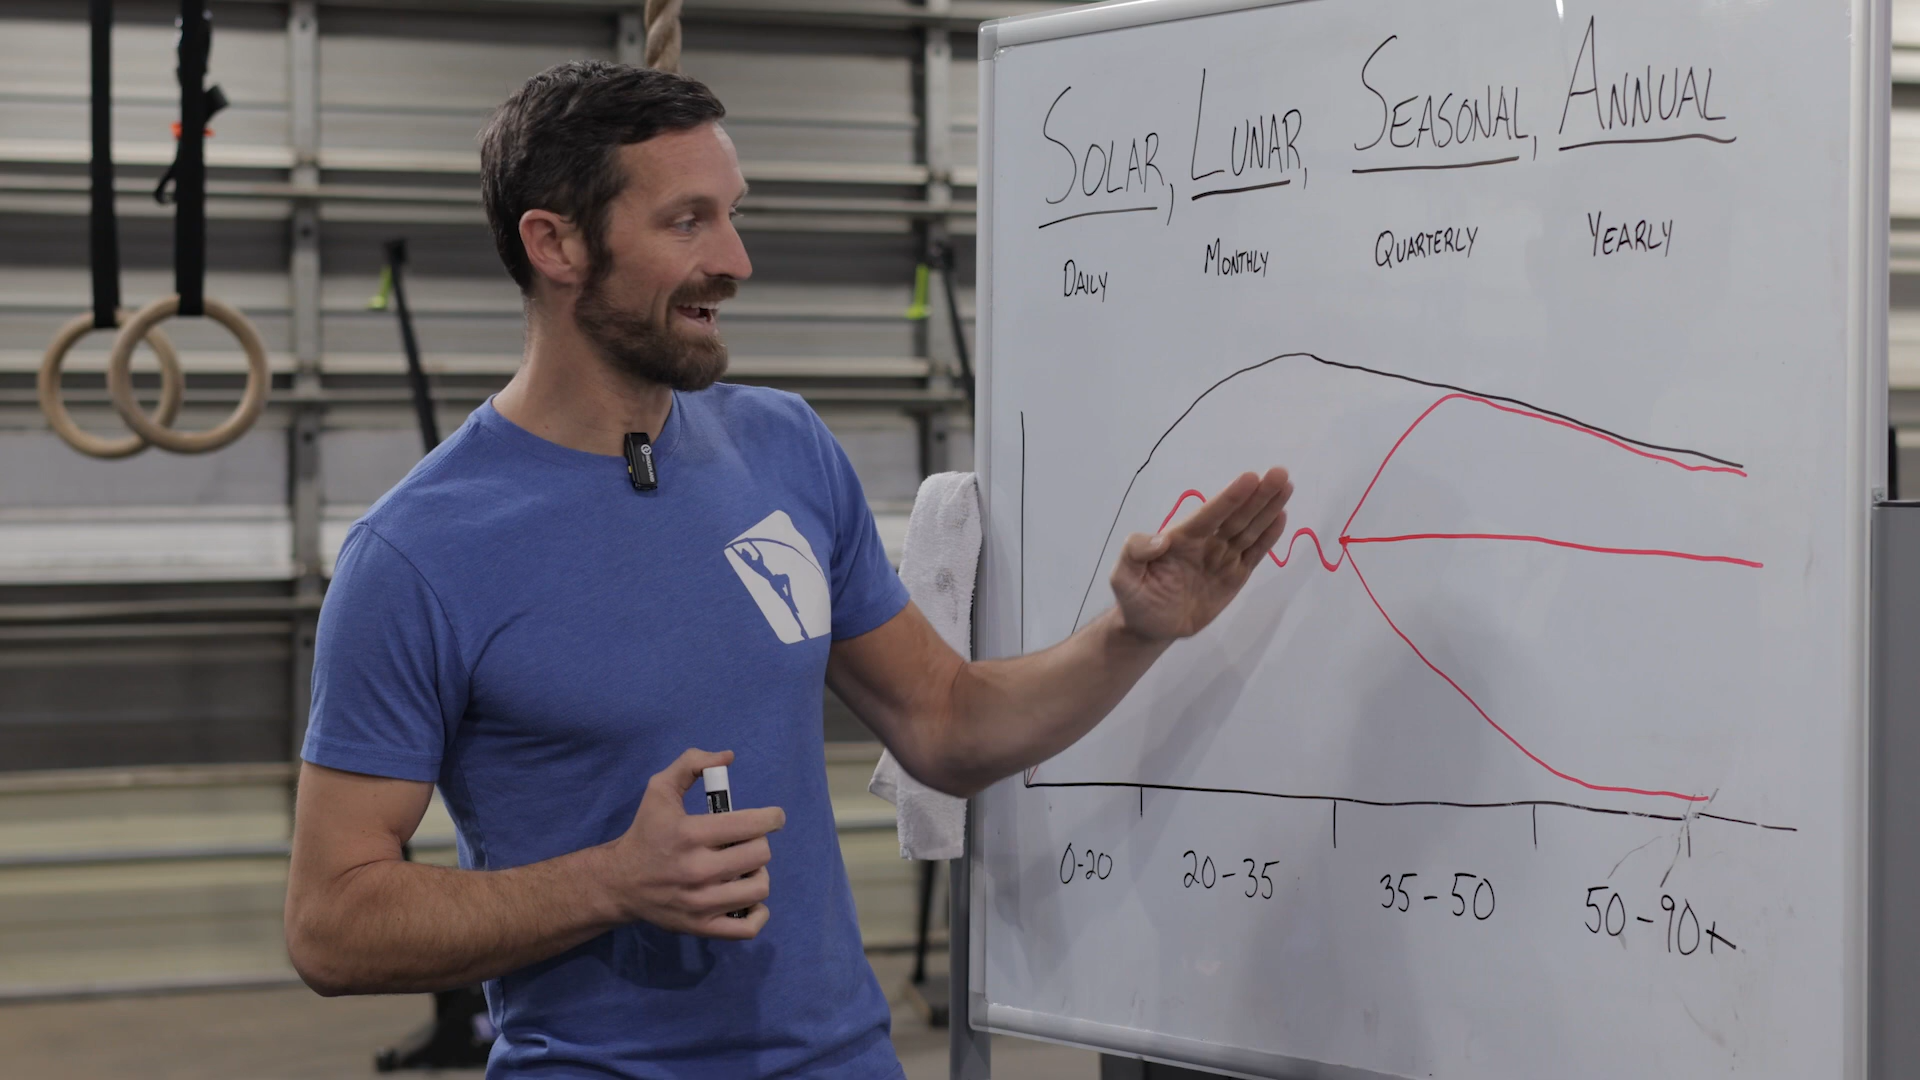 SOLAR, LUNAR, SEASONAL, ANNUAL
DAILY MONTHLY QUARTERLY YEARLY
0-20 20-35 35-50 50-90+